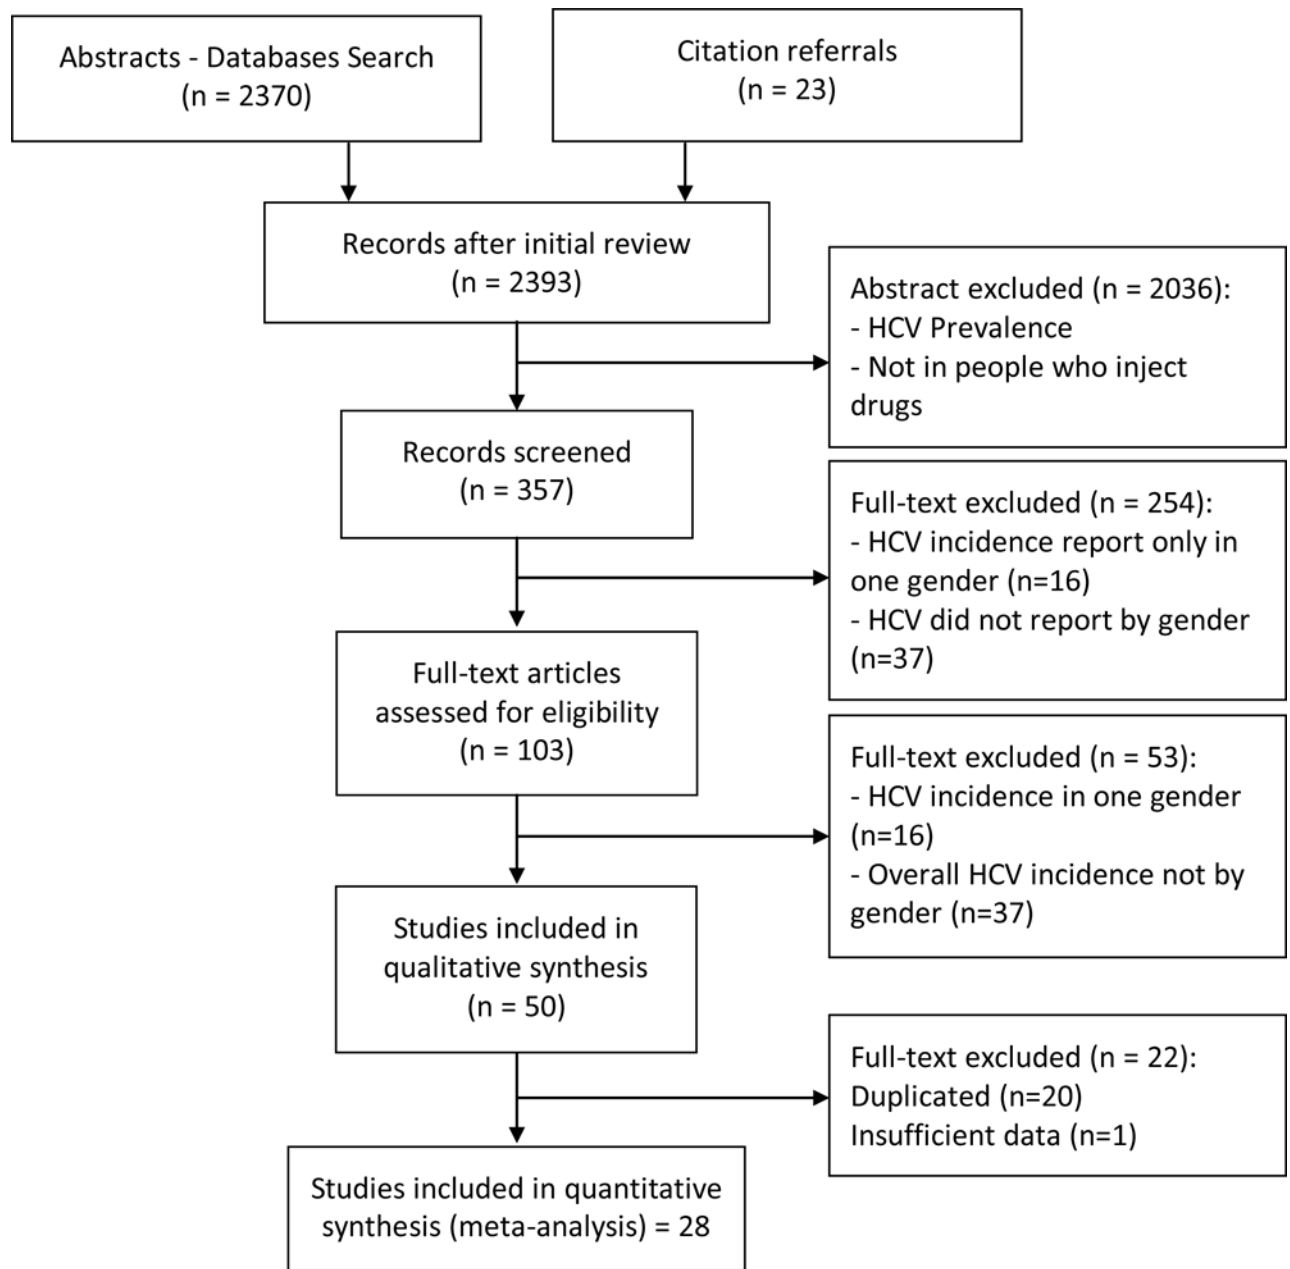 Abstracts - Databases Search
(n = 2370)
Citation referrals
(n = 23)
Records after initial review
(n = 2393)
Abstract excluded (n = 2036):
- HCV Prevalence
- Not in people who inject
drugs
Records screened
(n = 357)
Full-text excluded (n = 254):
- HCV incidence report only in
one gender (n=16)
- HCV did not report by gender
(n=37)
Full-text articles
assessed for eligibility
(n = 103)
Full-text excluded (n = 53):
- HCV incidence in one gender
(n=16)
- Overall HCV incidence not by
gender (n=37)
Studies included in
qualitative synthesis
(n = 50)
Full-text excluded (n = 22):
Duplicated (n=20)
Insufficient data (n=1)
Studies included in quantitative
synthesis (meta-analysis) = 28